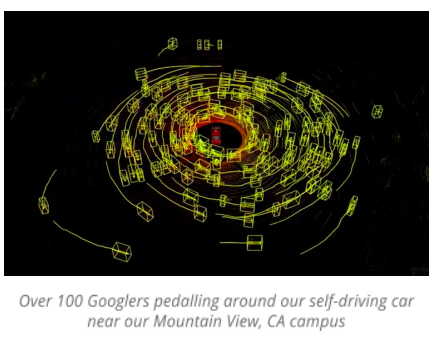 Over 100 Googlers pedalling around our self-driving car
near our Mountain View, CA campus